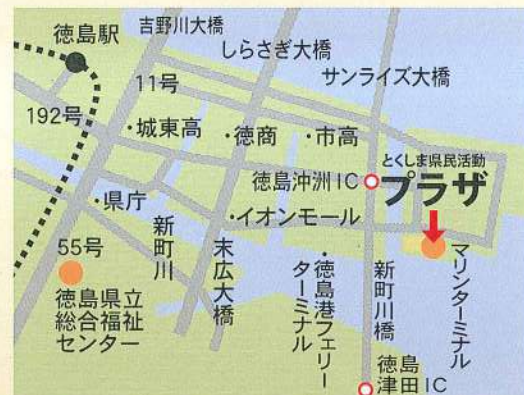 徳島駅
吉野川大橋
しらさぎ大橋
サンライズ大橋
11号
192号
・城東高
・徳商
・市高
とくしま県民活動
プラザ
徳島沖洲IC
・県庁
・イオンモール
55号
新町川
末広大橋
・徳島港フェリー
ターミナル
新町川橋
マリンターミナル
徳島県立
総合福祉
センター
徳島
津田IC